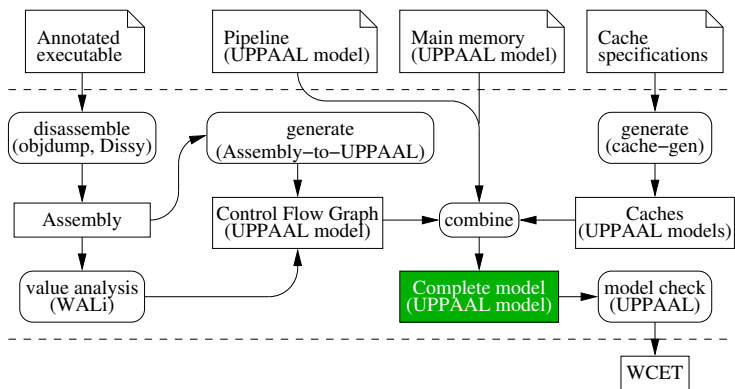 Annotated
executable
Pipeline
(UPPAAL model)
Main memory
(UPPAAL model)
Cache
specifications
disassemble
(objdump, Dissy)
generate
(Assembly−to−UPPAAL)
generate
(cache−gen)
Assembly
Control Flow Graph
(UPPAAL model)
combine
Caches
(UPPAAL models)
value analysis
(WALi)
Complete model
(UPPAAL model)
model check
(UPPAAL)
WCET